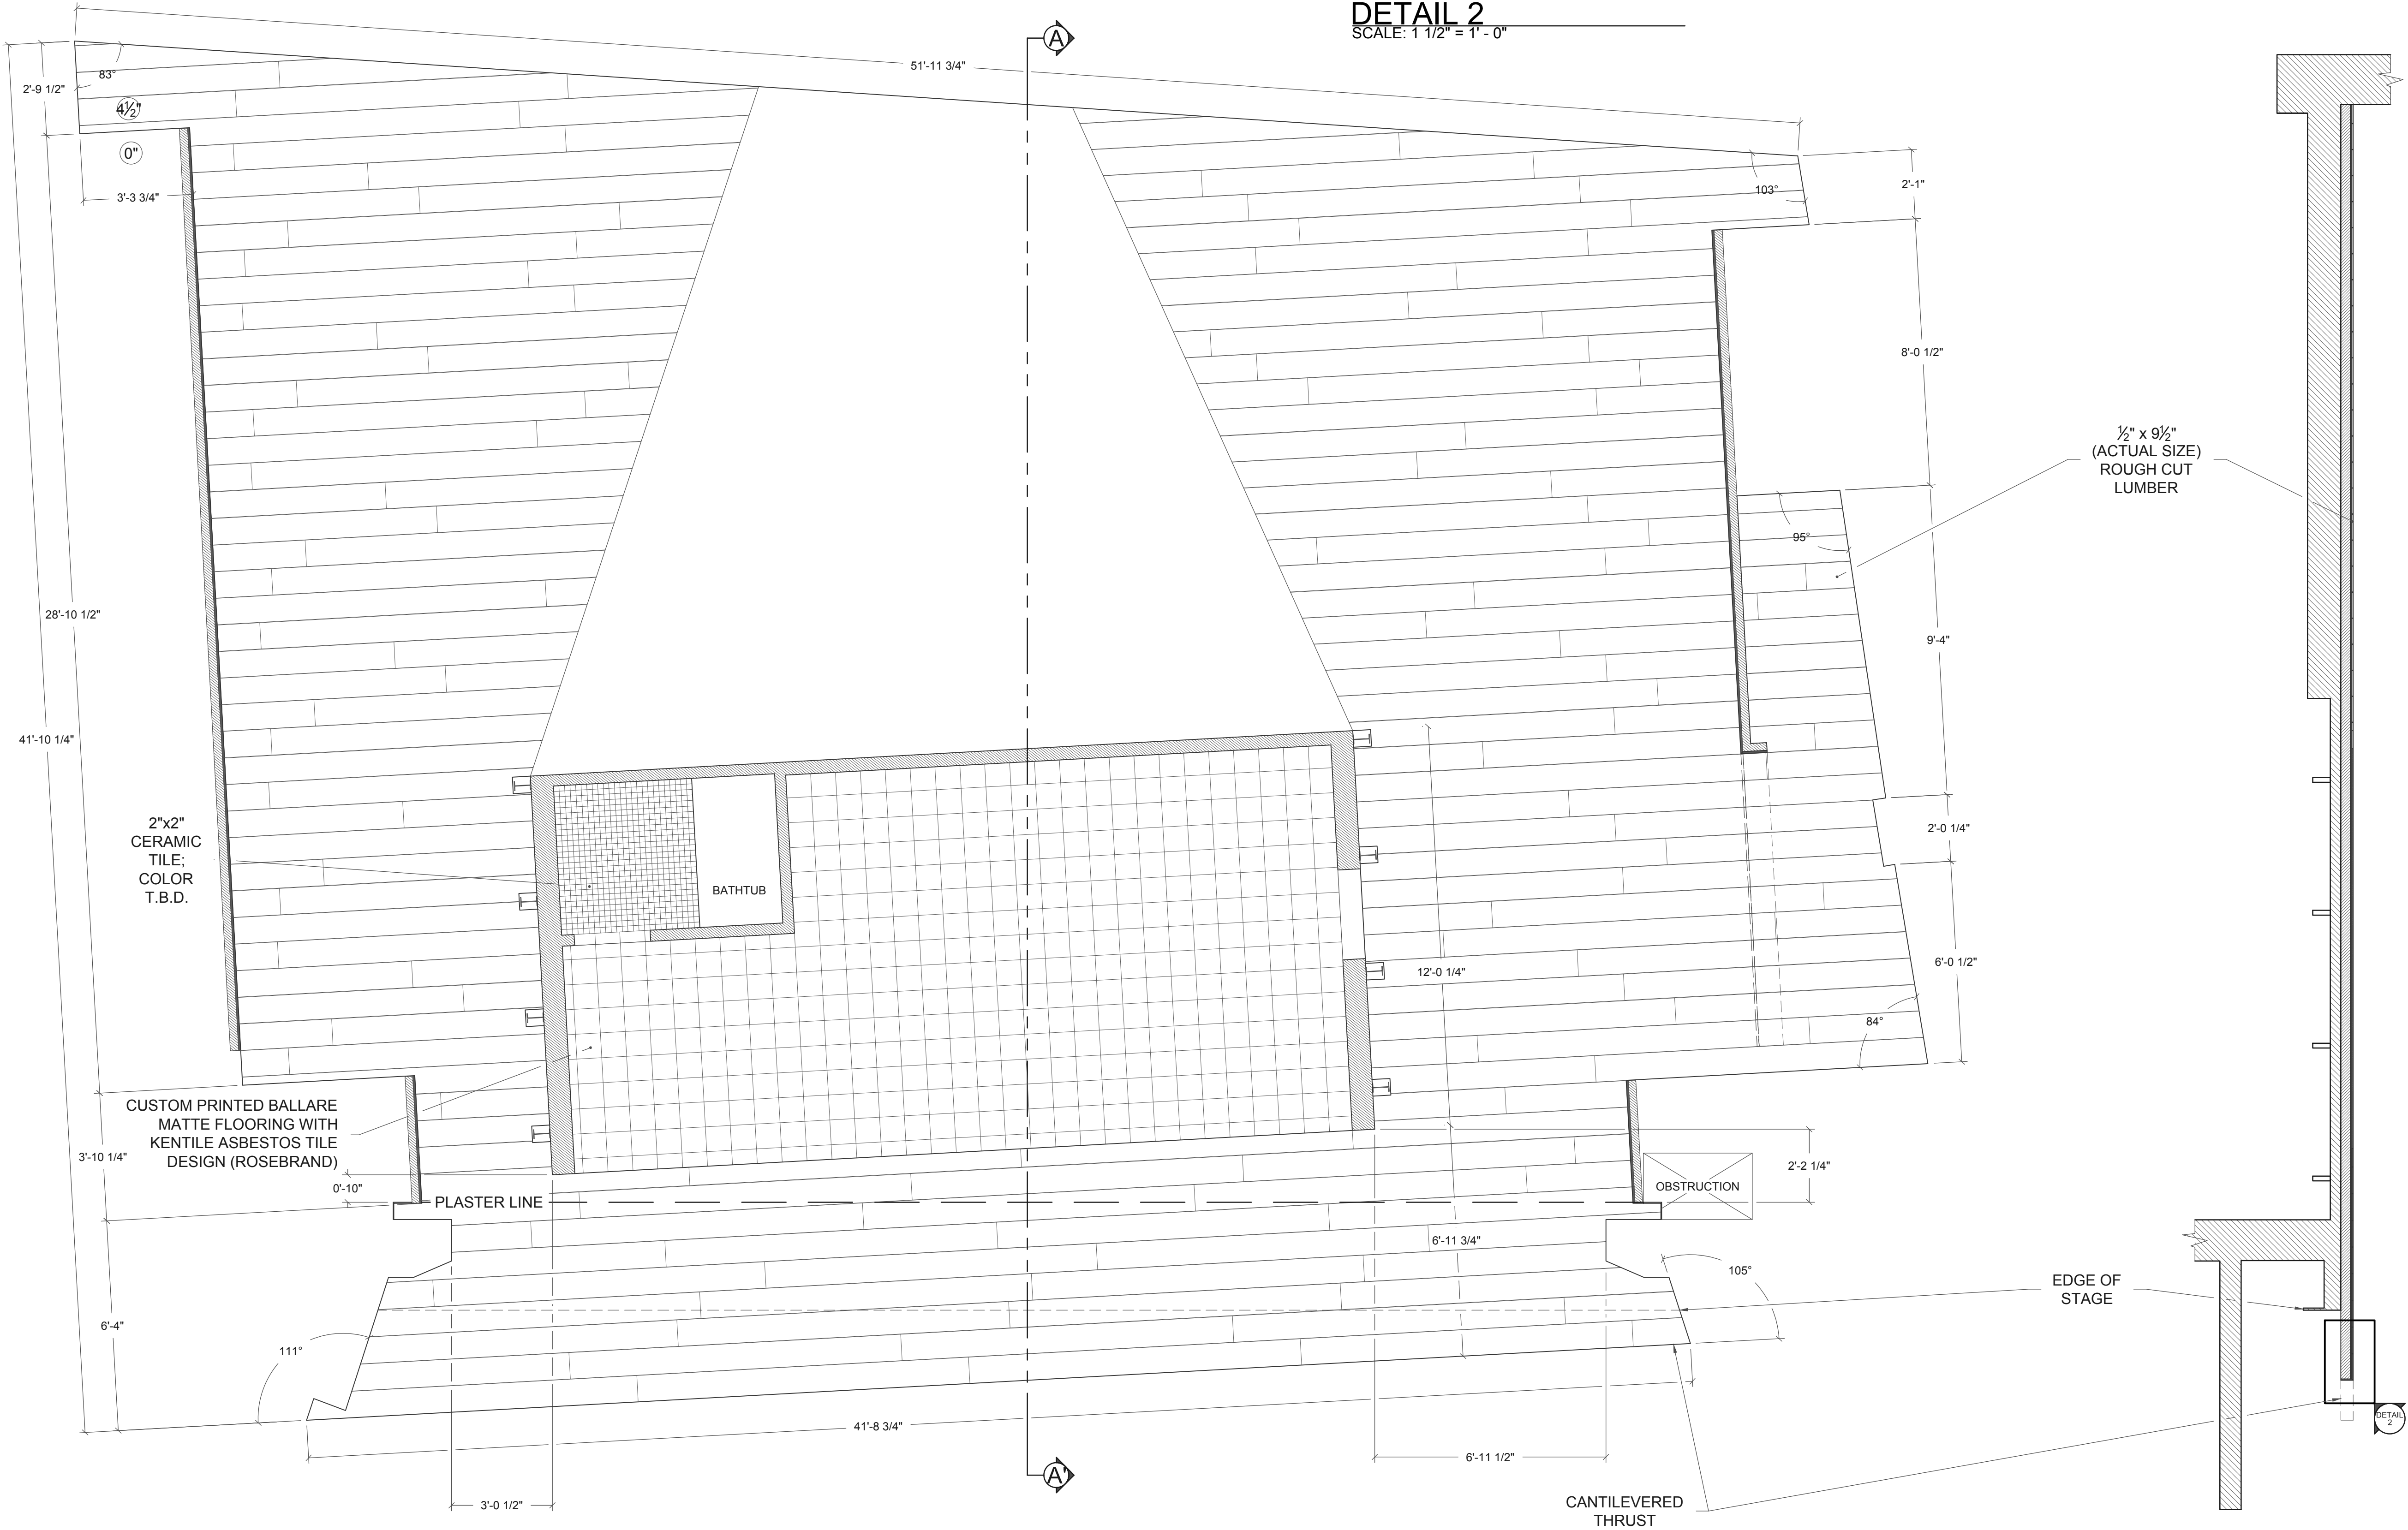 DETAIL 2
SCALE: 1 1/2" = 1' - 0"
A
51'-11 3/4"
83°
2'-9 1/2"
4½"
0"
3'-3 3/4"
103°
2'-1"
8'-0 1/2"
½" x 9½"
(ACTUAL SIZE)
ROUGH CUT
LUMBER
95°
28'-10 1/2"
9'-4"
41'-10 1/4"
2"x2"
CERAMIC
TILE;
COLOR
T.B.D.
BATHTUB
2'-0 1/4"
12'-0 1/4"
6'-0 1/2"
84°
CUSTOM PRINTED BALLARE
MATTE FLOORING WITH
KENTILE ASBESTOS TILE
DESIGN (ROSEBRAND)
3'-10 1/4"
2'-2 1/4"
0'-10"
PLASTER LINE
OBSTRUCTION
6'-11 3/4"
105°
EDGE OF
STAGE
6'-4"
111°
41'-8 3/4"
DETAIL
2
6'-11 1/2"
A'
3'-0 1/2"
CANTILEVERED
THRUST